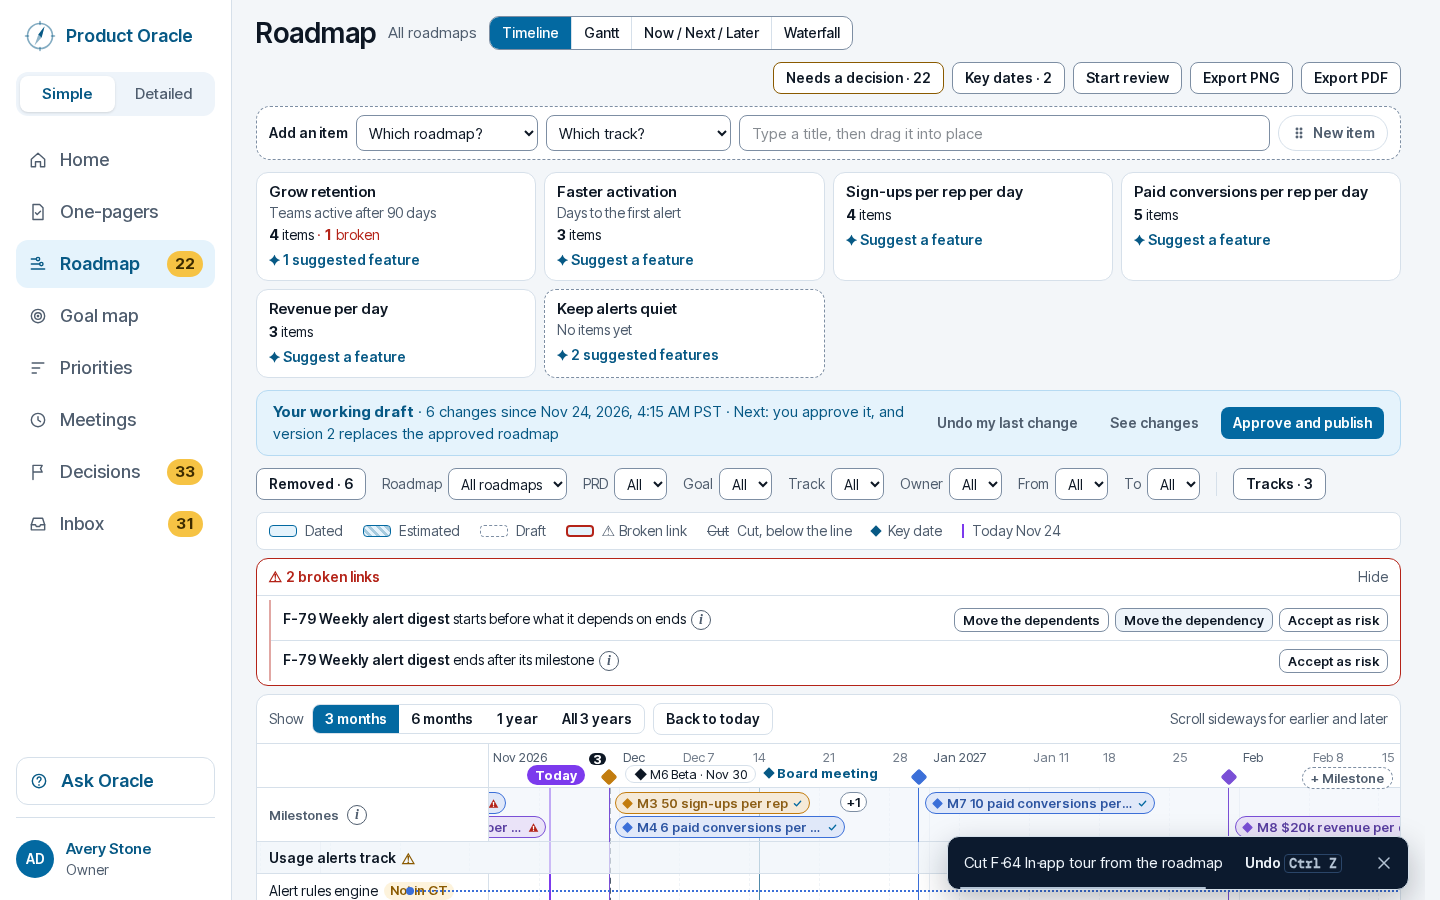 Product Oracle
Simple
Detailed
Home
One-pagers
Roadmap 22
Goal map
Priorities
Meetings
Decisions 33
Inbox 31
Ask Oracle
AD
Avery Stone
Owner
Roadmap All roadmaps Timeline Gantt Now / Next / Later Waterfall
Needs a decision · 22 Key dates · 2 Start review Export PNG Export PDF
Add an item Which roadmap? Which track? Type a title, then drag it into place New item
Grow retention
Teams active after 90 days
4 items · 1 broken
1 suggested feature
Faster activation
Days to the first alert
3 items
Suggest a feature
Sign-ups per rep per day
4 items
Suggest a feature
Paid conversions per rep per day
5 items
Suggest a feature
Revenue per day
3 items
Suggest a feature
Keep alerts quiet
No items yet
2 suggested features
Your working draft · 6 changes since Nov 24, 2026, 4:15 AM PST · Next: you approve it, and
version 2 replaces the approved roadmap
Undo my last change See changes Approve and publish
Removed · 6 Roadmap All roadmaps PRD All Goal All Track All Owner All From All To All Tracks · 3
Dated Estimated Draft ⚠ Broken link Cut Cut, below the line Key date Today Nov 24
⚠ 2 broken links Hide
F-79 Weekly alert digest starts before what it depends on ends i Move the dependents Move the dependency Accept as risk
F-79 Weekly alert digest ends after its milestone i Accept as risk
Show 3 months 6 months 1 year All 3 years Back to today Scroll sideways for earlier and later
Nov 2026 3 Dec Dec 7 14 21 28 Jan 2027 Jan 11 18 25 Feb Feb 8 15
Today M6 Beta · Nov 30 Board meeting + Milestone
Milestones i M3 50 sign-ups per rep +1 M7 10 paid conversions per...
per ... M4 6 paid conversions per ... M8 $20k revenue per
Usage alerts track ⚠
Alert rules engine Not in GT
Cut F-64 In-app tour from the roadmap Undo Ctrl Z